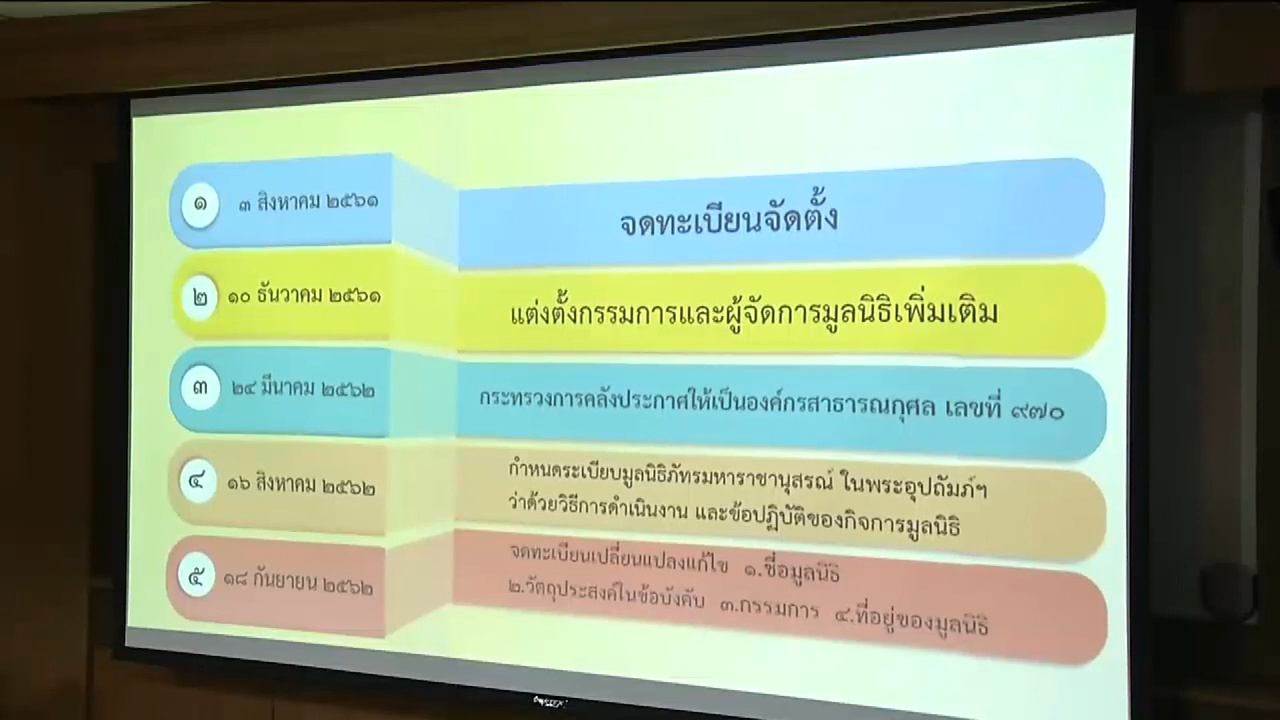 ๑ ๓ สิงหาคม ๒๕๖๑ จดทะเบียนจัดตั้ง
๒ ๑๐ ธันวาคม ๒๕๖๑ แต่งตั้งกรรมการและผู้จัดการมูลนิธิเพิ่มเติม
๓ ๒๔ มีนาคม ๒๕๖๒ กระทรวงการคลังประกาศให้เป็นองค์กรสาธารณกุศล เลขที่ ๙๗๐
๔ ๑๖ สิงหาคม ๒๕๖๒ กำหนดระเบียบมูลนิธิภัทรมหาราชานุสรณ์ ในพระอุปถัมภ์ฯ
ว่าด้วยวิธีการดำเนินงาน และข้อปฏิบัติของกิจการมูลนิธิ
๕ ๑๘ กันยายน ๒๕๖๒ จดทะเบียนเปลี่ยนแปลงแก้ไข ๑.ชื่อมูลนิธิ
๒.วัตถุประสงค์ในข้อบังคับ ๓.กรรมการ ๔.ที่อยู่ของมูลนิธิ